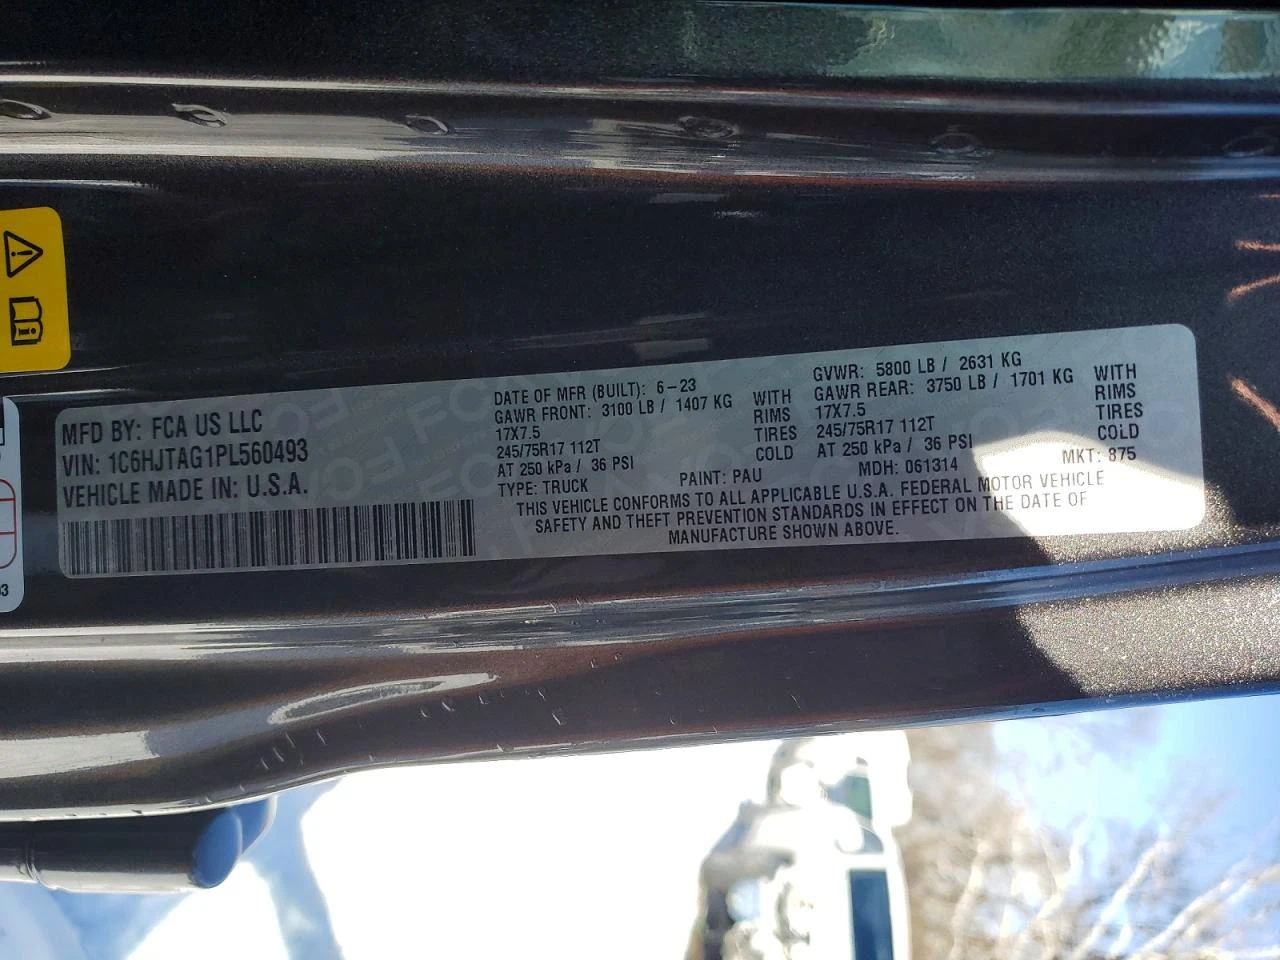 MFD BY: FCA US LLC
VIN: 1C6HJTAG1PL560493
VEHICLE MADE IN: U.S.A.
DATE OF MFR (BUILT): 6-23
GVWR: 5800 LB / 2631 KG
GAWR FRONT: 3100 LB / 1407 KG WITH
GAWR REAR: 3750 LB / 1701 KG WITH
17X7.5 RIMS
17X7.5 RIMS
245/75R17 112T TIRES
245/75R17 112T TIRES
AT 250 kPa / 36 PSI COLD
AT 250 kPa / 36 PSI COLD
TYPE: TRUCK PAINT: PAU MDH: 061314 MKT: 875
THIS VEHICLE CONFORMS TO ALL APPLICABLE U.S.A. FEDERAL MOTOR VEHICLE
SAFETY AND THEFT PREVENTION STANDARDS IN EFFECT ON THE DATE OF
MANUFACTURE SHOWN ABOVE.